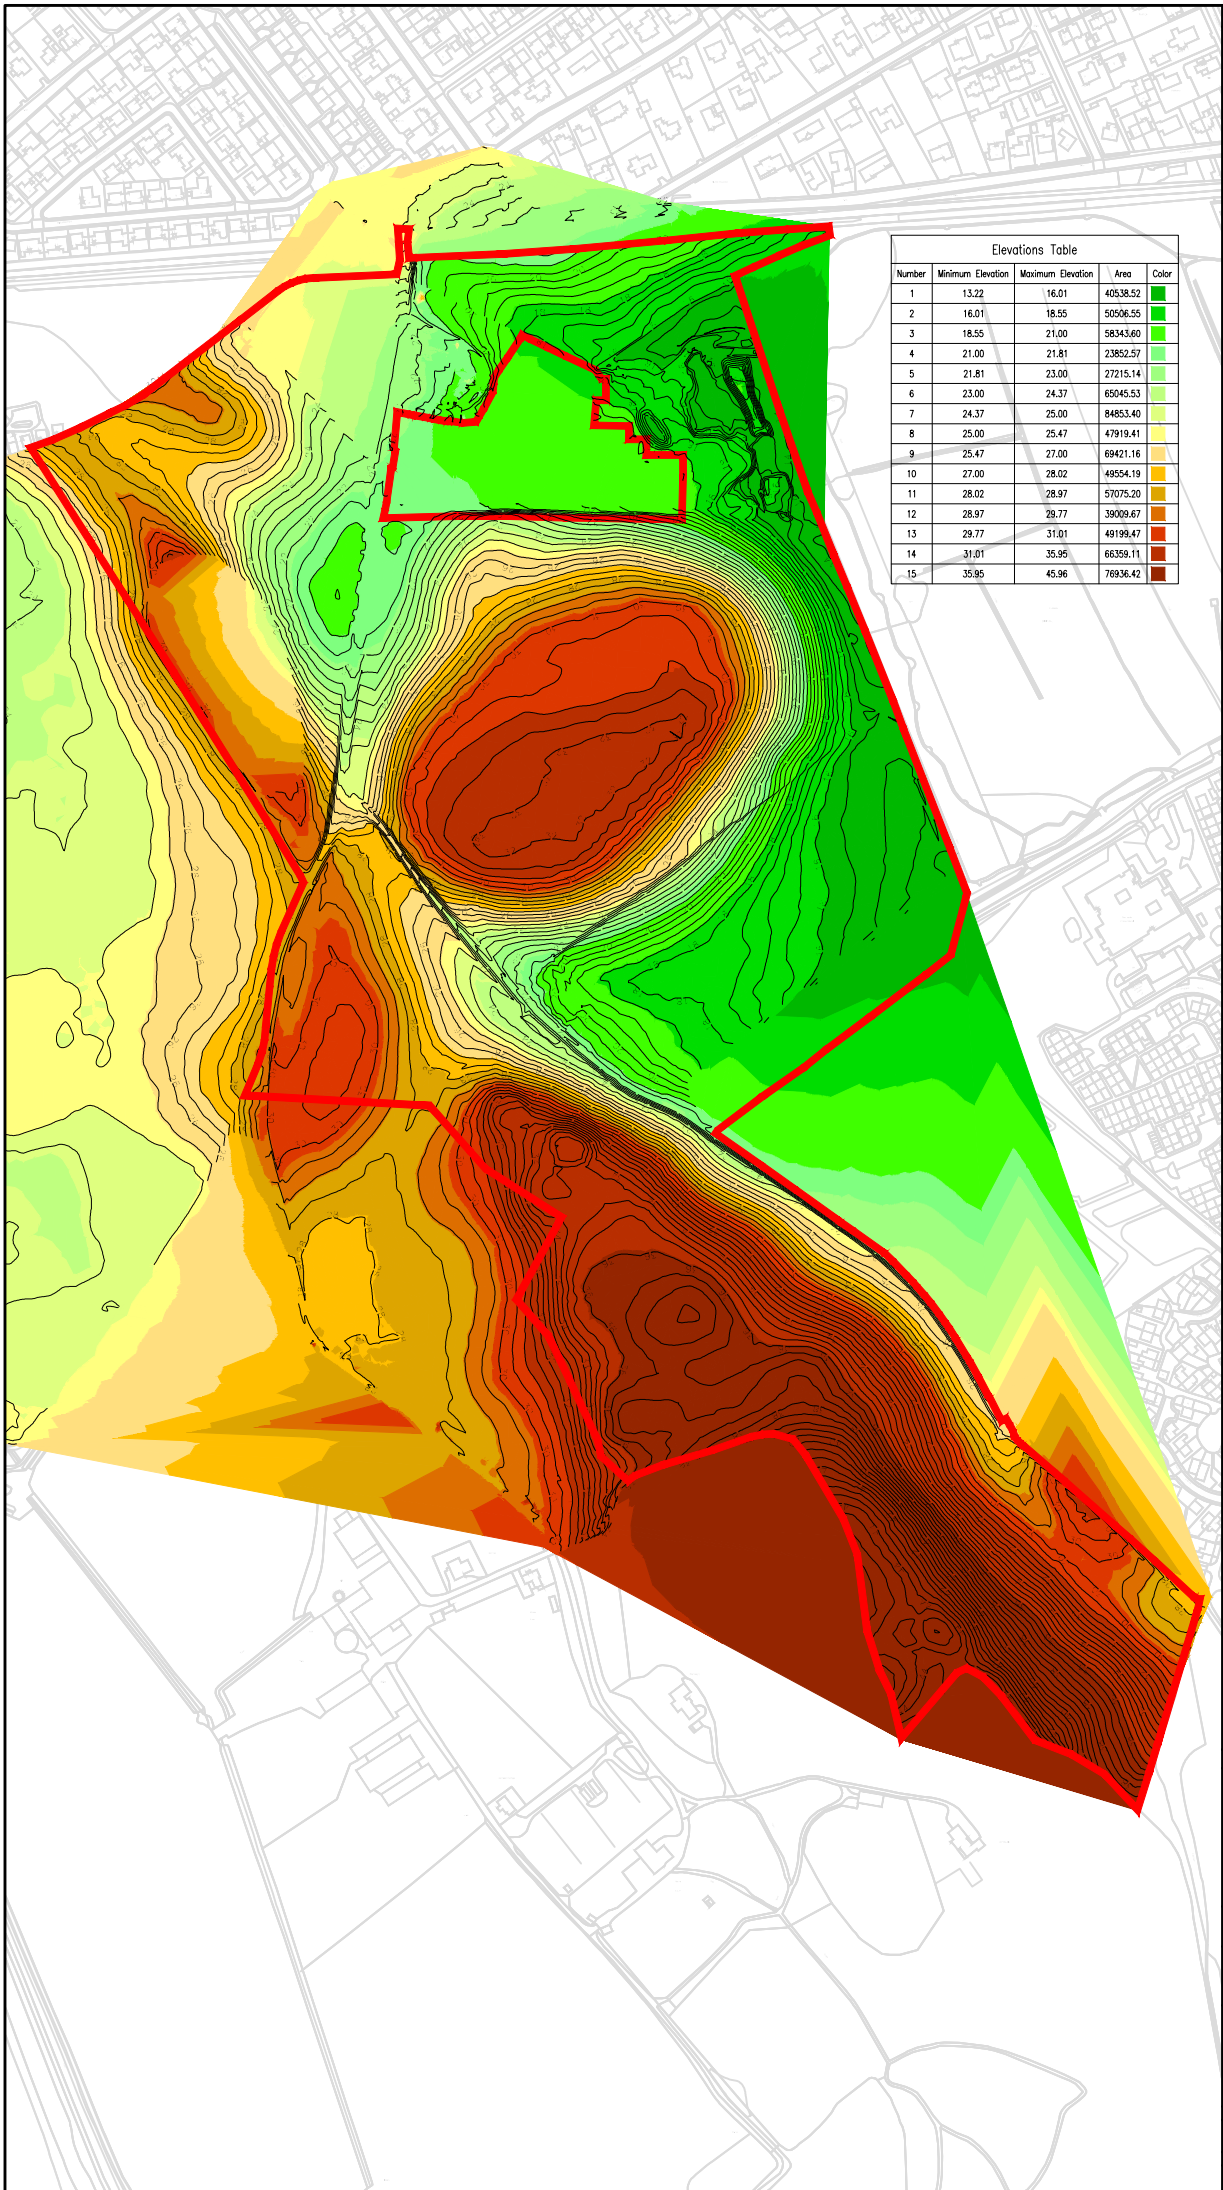 Elevations Table
Number Minimum Elevation Maximum Elevation Area Color
1 13.22 16.01 40538.52
2 16.01 18.55 50506.55
3 18.55 21.00 58343.60
4 21.00 21.81 23852.57
5 21.81 23.00 27215.14
6 23.00 24.37 65045.53
7 24.37 25.00 84853.40
8 25.00 25.47 47919.41
9 25.47 27.00 69421.16
10 27.00 28.02 49554.19
11 28.02 28.97 57075.20
12 28.97 29.77 39009.67
13 29.77 31.01 49199.47
14 31.01 35.95 66359.11
15 35.95 45.96 76936.42